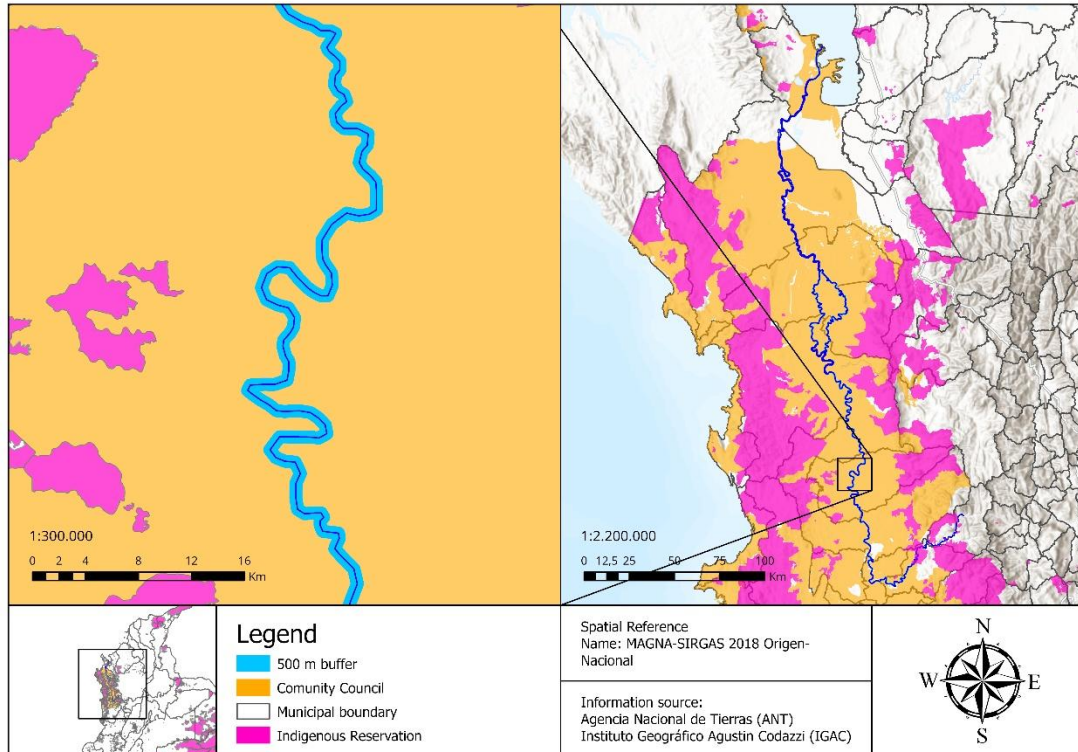 1:300.000
0 4 8 12 16
Km
1:2.200.000
0 12,5 25 50 75 100
Km
Legend
500 m buffer
Comunity Council
Municipal boundary
Indigenous Reservation
Spatial Reference
Name: MAGNA-SIRGAS 2018 Origen-
Nacional
Information source:
Agencia Nacional de Tierras (ANT)
Instituto Geográfico Agustin Codazzi (IGAC)
N
W E
S